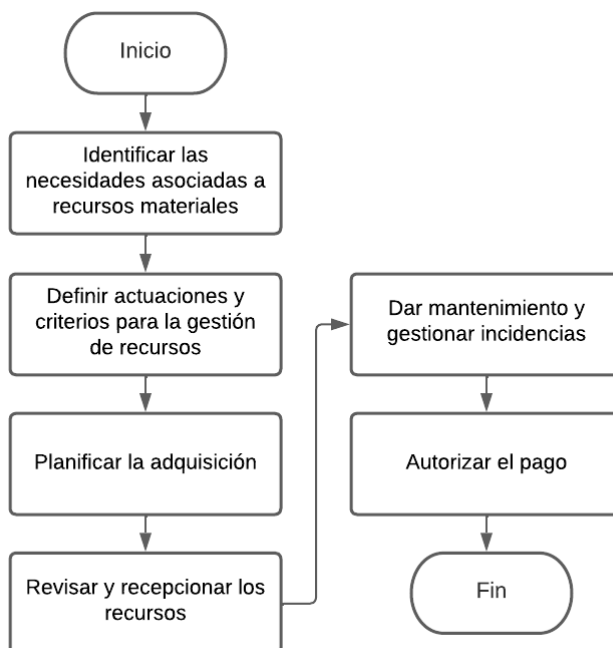 Inicio
Identificar las
necesidades asociadas a
recursos materiales
Definir actuaciones y
criterios para la gestión
de recursos
Planificar la adquisición
Revisar y recepcionar los
recursos
Dar mantenimiento y
gestionar incidencias
Autorizar el pago
Fin